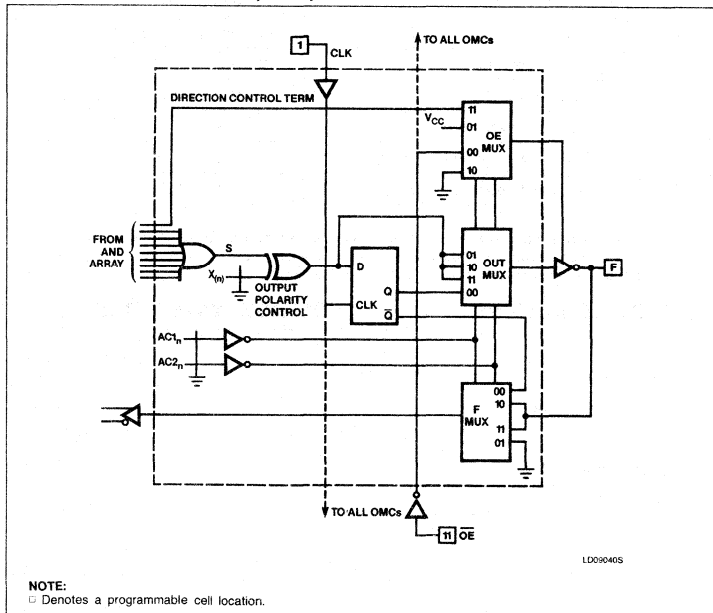 TO ALL OMCs
1
CLK
DIRECTION CONTROL TERM
VCC
11
01
00
10
OE
MUX
FROM
AND
ARRAY
S
X(n)
OUTPUT
POLARITY
CONTROL
D
Q
CLK
Q̅
01
10
11
00
OUT
MUX
F
AC1n
AC2n
F
MUX
00
10
11
01
TO ALL OMCs
11 O̅E̅
LD09040S
NOTE:
□ Denotes a programmable cell location.